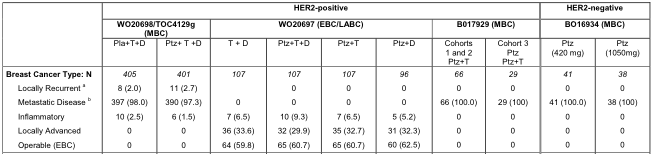 HER2-positive HER2-negative
WO20698/TOC4129g (MBC) WO20697 (EBC/LABC) B017929 (MBC) BO16934 (MBC)
Pla+T+D Ptz+ T +D T + D Ptz+T+D Ptz+T Ptz+D Cohorts 1 and 2 Ptz+T Cohort 3 Ptz Ptz+T Ptz (420 mg) Ptz (1050mg)
Breast Cancer Type: N 405 401 107 107 107 96 66 29 41 38
Locally Recurrent a 8 (2.0) 11 (2.7) 0 0 0 0 0 0
Metastatic Disease b 397 (98.0) 390 (97.3) 0 0 0 0 66 (100.0) 29 (100) 41 (100.0) 38 (100)
Inflammatory 10 (2.5) 6 (1.5) 7 (6.5) 10 (9.3) 7 (6.5) 5 (5.2) 0 0 0 0
Locally Advanced 0 0 36 (33.6) 32 (29.9) 35 (32.7) 31 (32.3) 0 0 0 0
Operable (EBC) 0 0 64 (59.8) 65 (60.7) 65 (60.7) 60 (62.5) 0 0 0 0